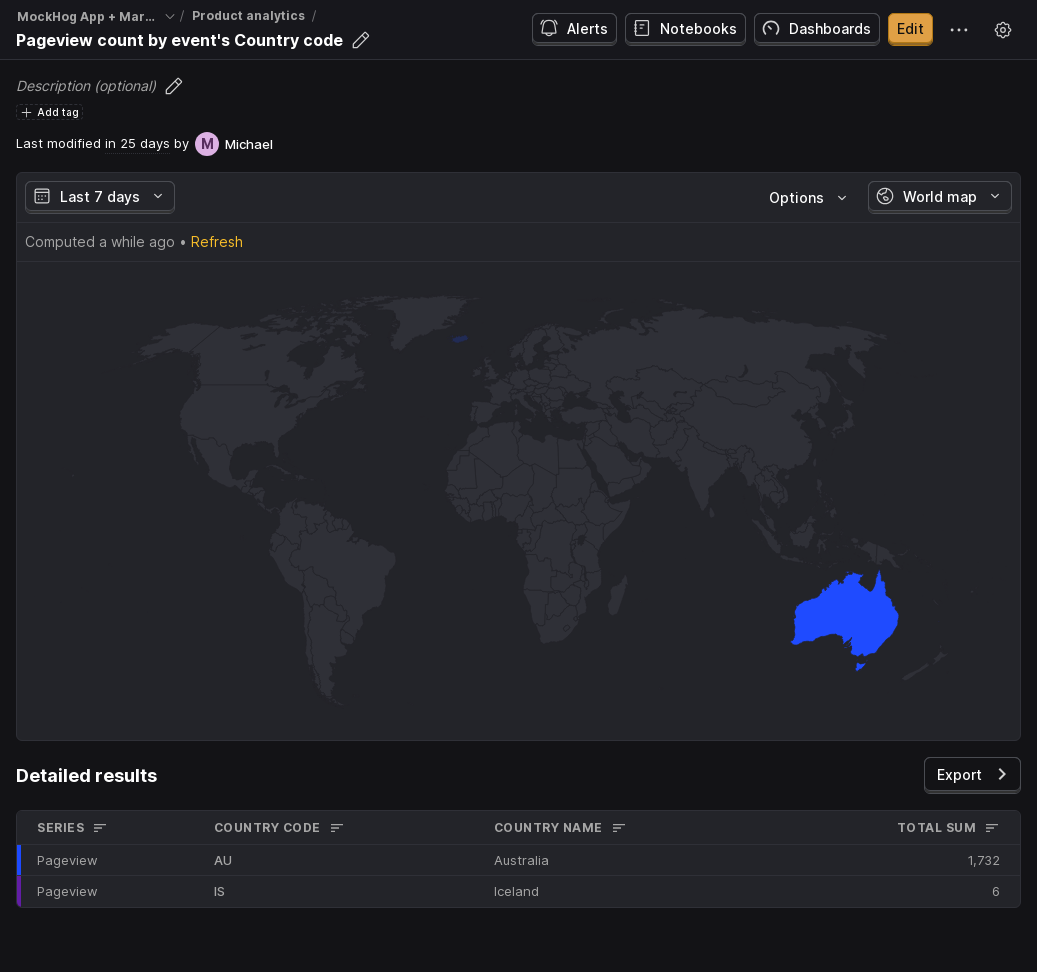 MockHog App + Mar... / Product analytics /
Pageview count by event's Country code
Alerts
Notebooks
Dashboards
Edit
Description (optional)
Add tag
Last modified in 25 days by M Michael
Last 7 days
Options
World map
Computed a while ago • Refresh
Detailed results
Export
SERIES COUNTRY CODE COUNTRY NAME TOTAL SUM
Pageview AU Australia 1,732
Pageview IS Iceland 6